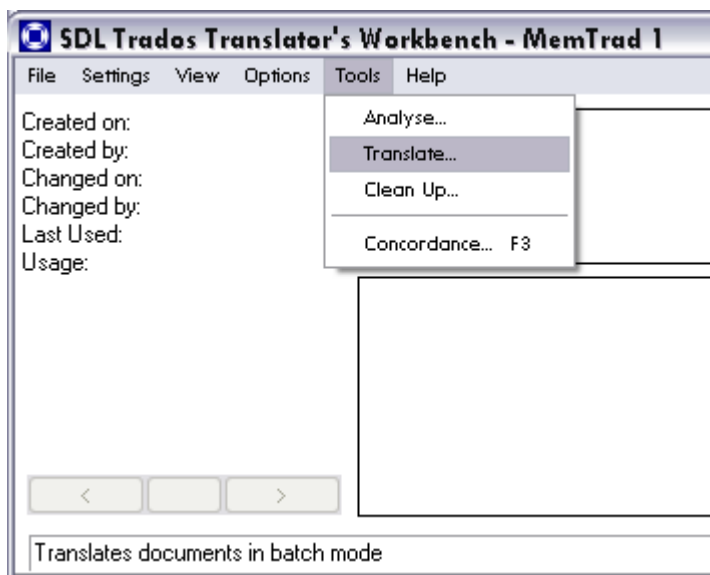 SDL Trados Translator's Workbench - MemTrad 1
File Settings View Options Tools Help
Created on:
Created by:
Changed on:
Changed by:
Last Used:
Usage:
Analyse...
Translate...
Clean Up...
Concordance... F3
< >
Translates documents in batch mode